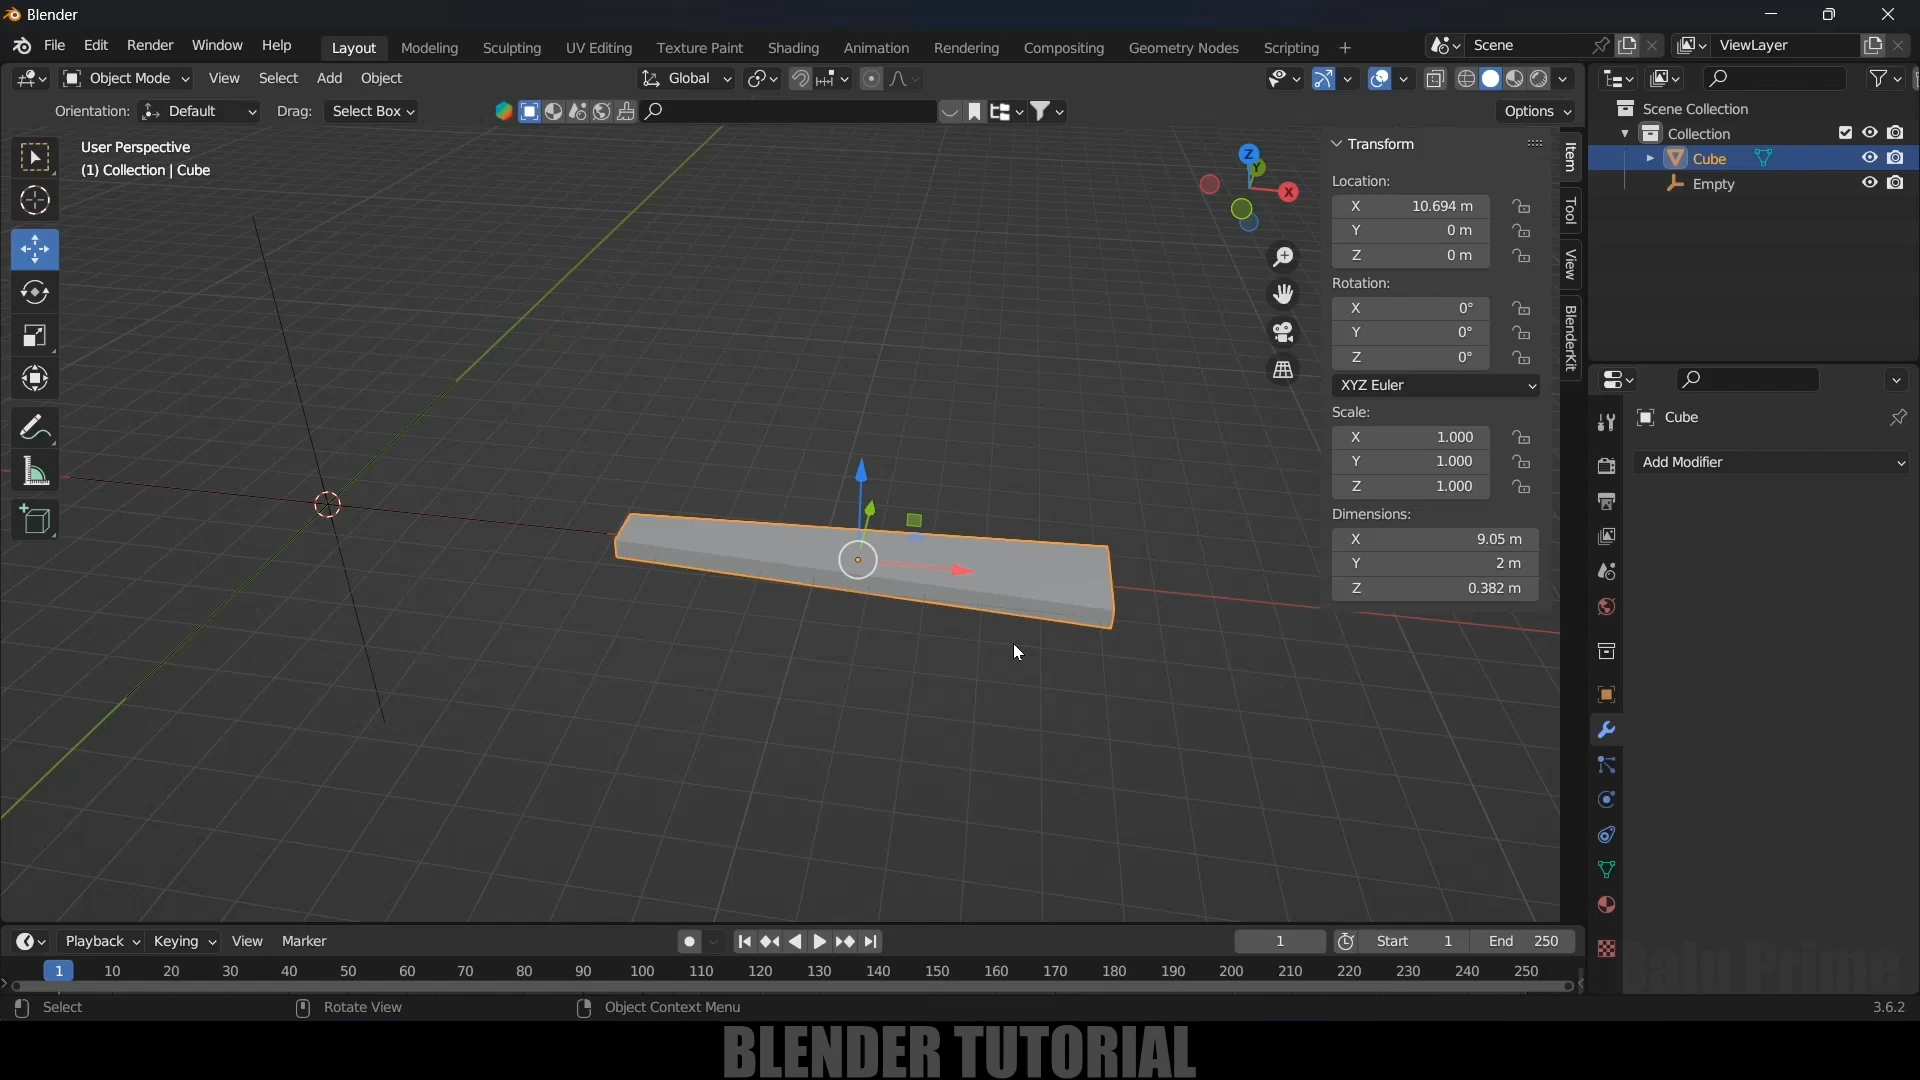 Blender
File Edit Render Window Help Layout Modeling Sculpting UV Editing Texture Paint Shading Animation Rendering Compositing Geometry Nodes Scripting + Scene ViewLayer
Object Mode View Select Add Object Global
Orientation: Default Drag: Select Box Options
User Perspective
(1) Collection | Cube
Z
Y
X
Transform
Location:
X 10.694 m
Y 0 m
Z 0 m
Rotation:
X 0°
Y 0°
Z 0°
XYZ Euler
Scale:
X 1.000
Y 1.000
Z 1.000
Dimensions:
X 9.05 m
Y 2 m
Z 0.382 m
Item
Tool
View
BlenderKit
Scene Collection
Collection
Cube
Empty
Cube
Add Modifier
Playback Keying View Marker 1 Start 1 End 250
1 10 20 30 40 50 60 70 80 90 100 110 120 130 140 150 160 170 180 190 200 210 220 230 240 250
Balu Prime
Select Rotate View Object Context Menu 3.6.2
BLENDER TUTORIAL